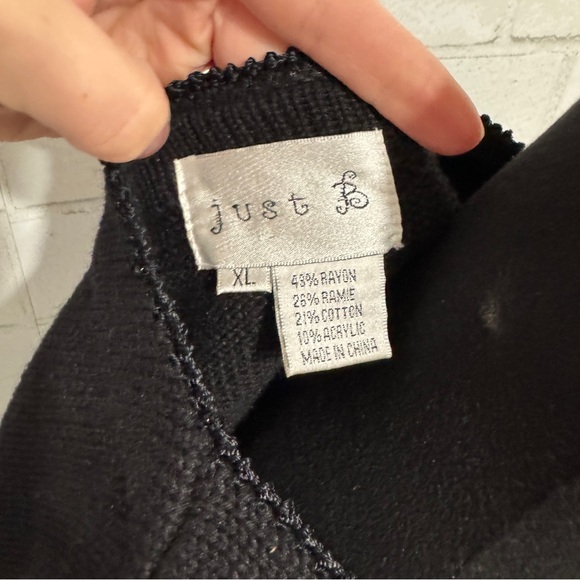 just B
XL
43% RAYON
26% RAMIE
21% COTTON
10% ACRYLIC
MADE IN CHINA